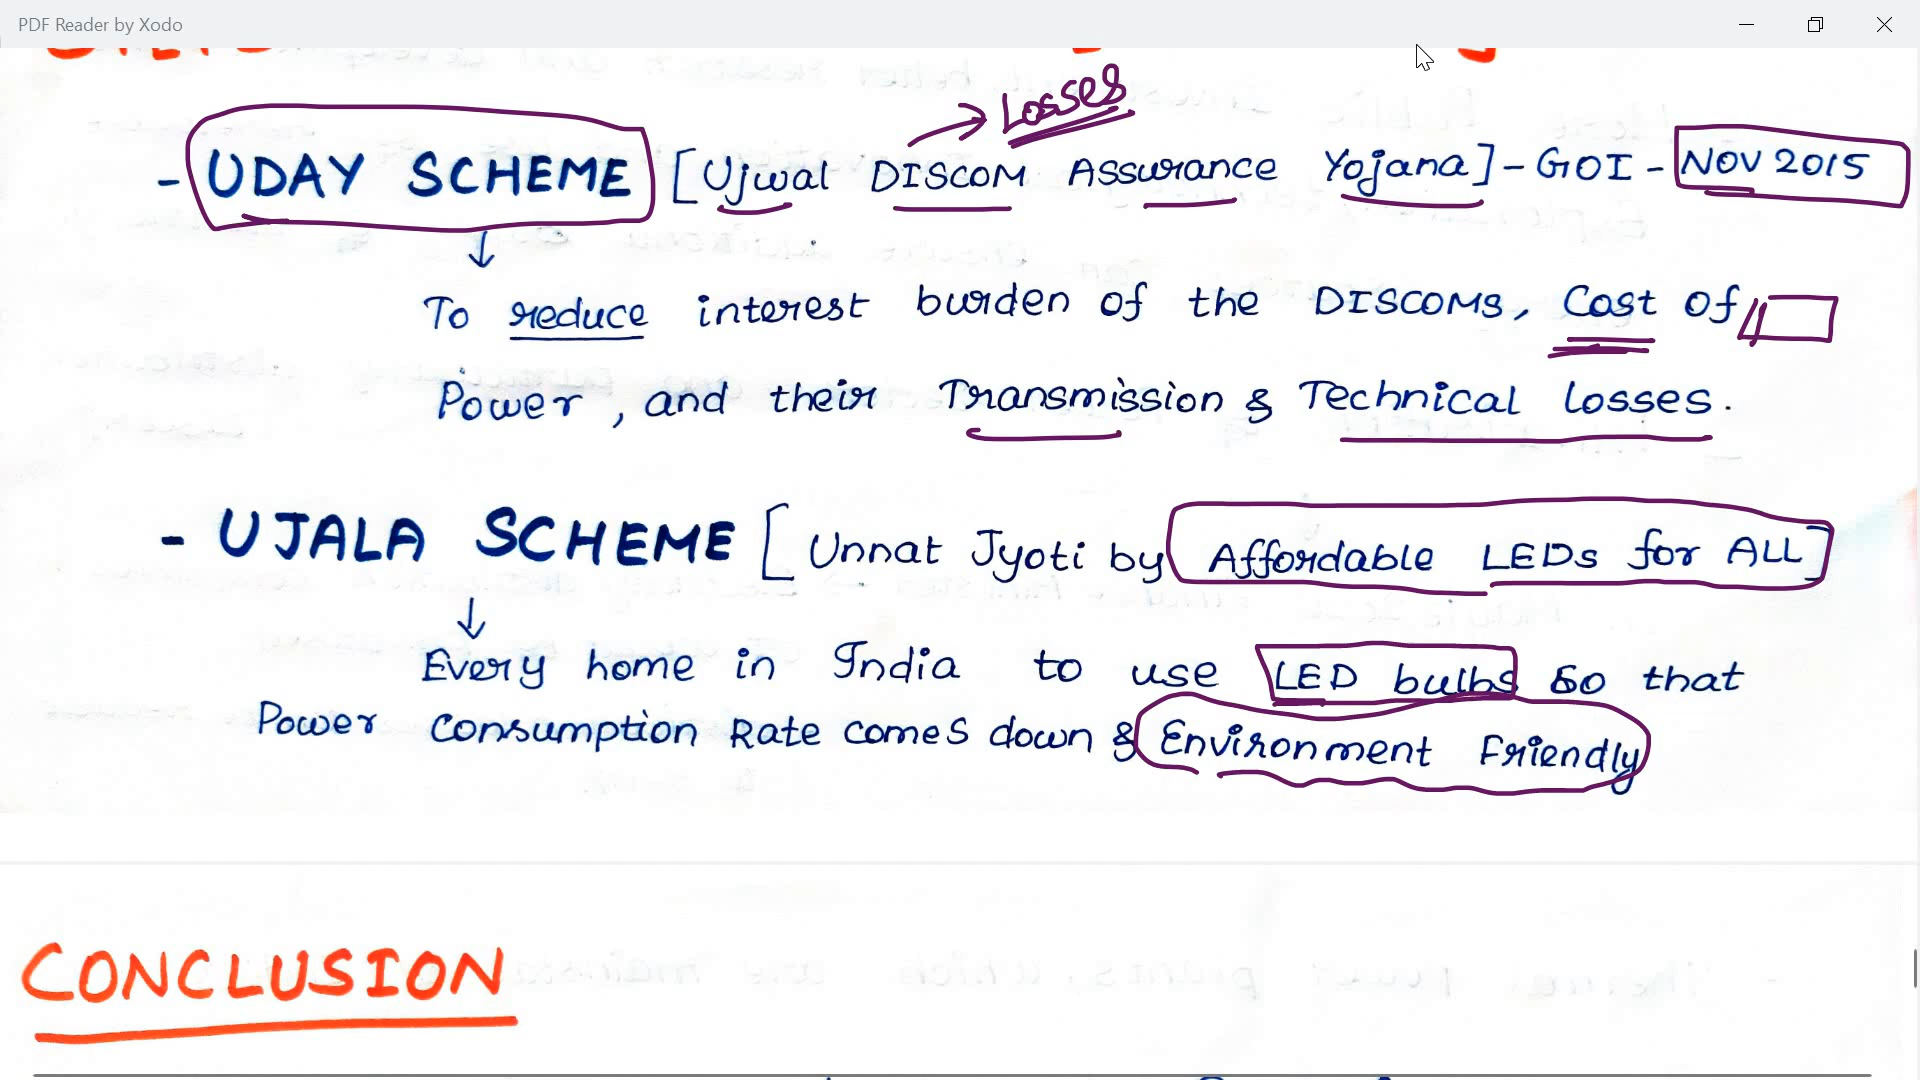 PDF Reader by Xodo
Losses
- UDAY SCHEME [Ujwal DISCOM Assurance Yojana] - GOI - NOV 2015
To reduce interest burden of the DISCOMS, Cost of
Power, and their Transmission & Technical losses.
- UJALA SCHEME [Unnat Jyoti by Affordable LEDs for ALL]
Every home in India to use LED bulbs so that
Power Consumption Rate comes down & Environment Friendly
CONCLUSION